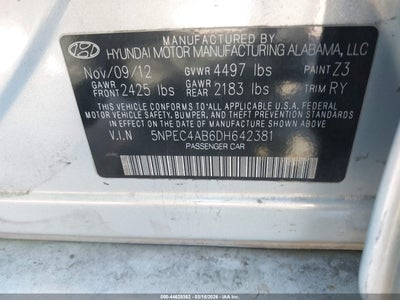 MANUFACTURED BY
HYUNDAI MOTOR MANUFACTURING ALABAMA, LLC
Nov/09/12 GVWR 4497 lbs PAINT Z3
GAWR FRONT 2425 lbs GAWR REAR 2183 lbs TRIM RY
THIS VEHICLE CONFORMS TO ALL APPLICABLE U.S.A. FEDERAL
MOTOR VEHICLE SAFETY, BUMPER, AND THEFT PREVENTION
STANDARDS IN EFFECT ON THE DATE OF MANUFACTURE SHOWN ABOVE.
V.I.N 5NPEC4AB6DH642381
PASSENGER CAR